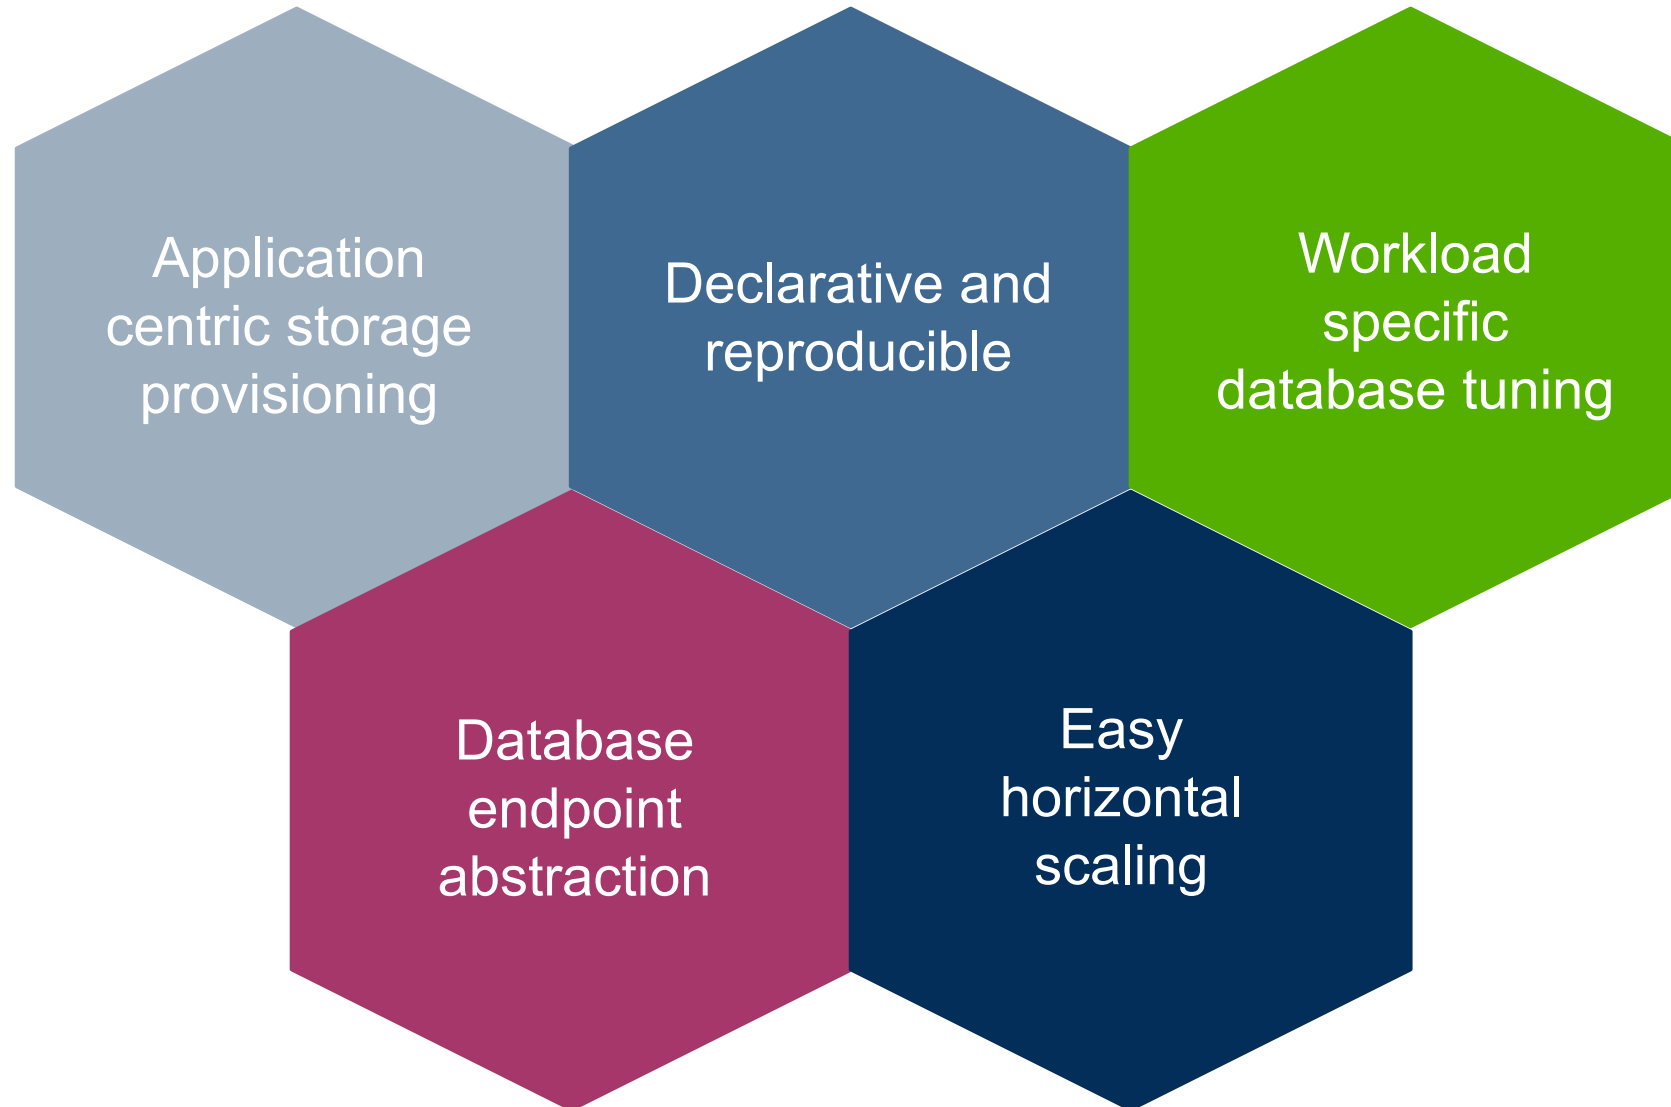 Application
centric storage
provisioning
Declarative and
reproducible
Workload
specific
database tuning
Database
endpoint
abstraction
Easy
horizontal
scaling